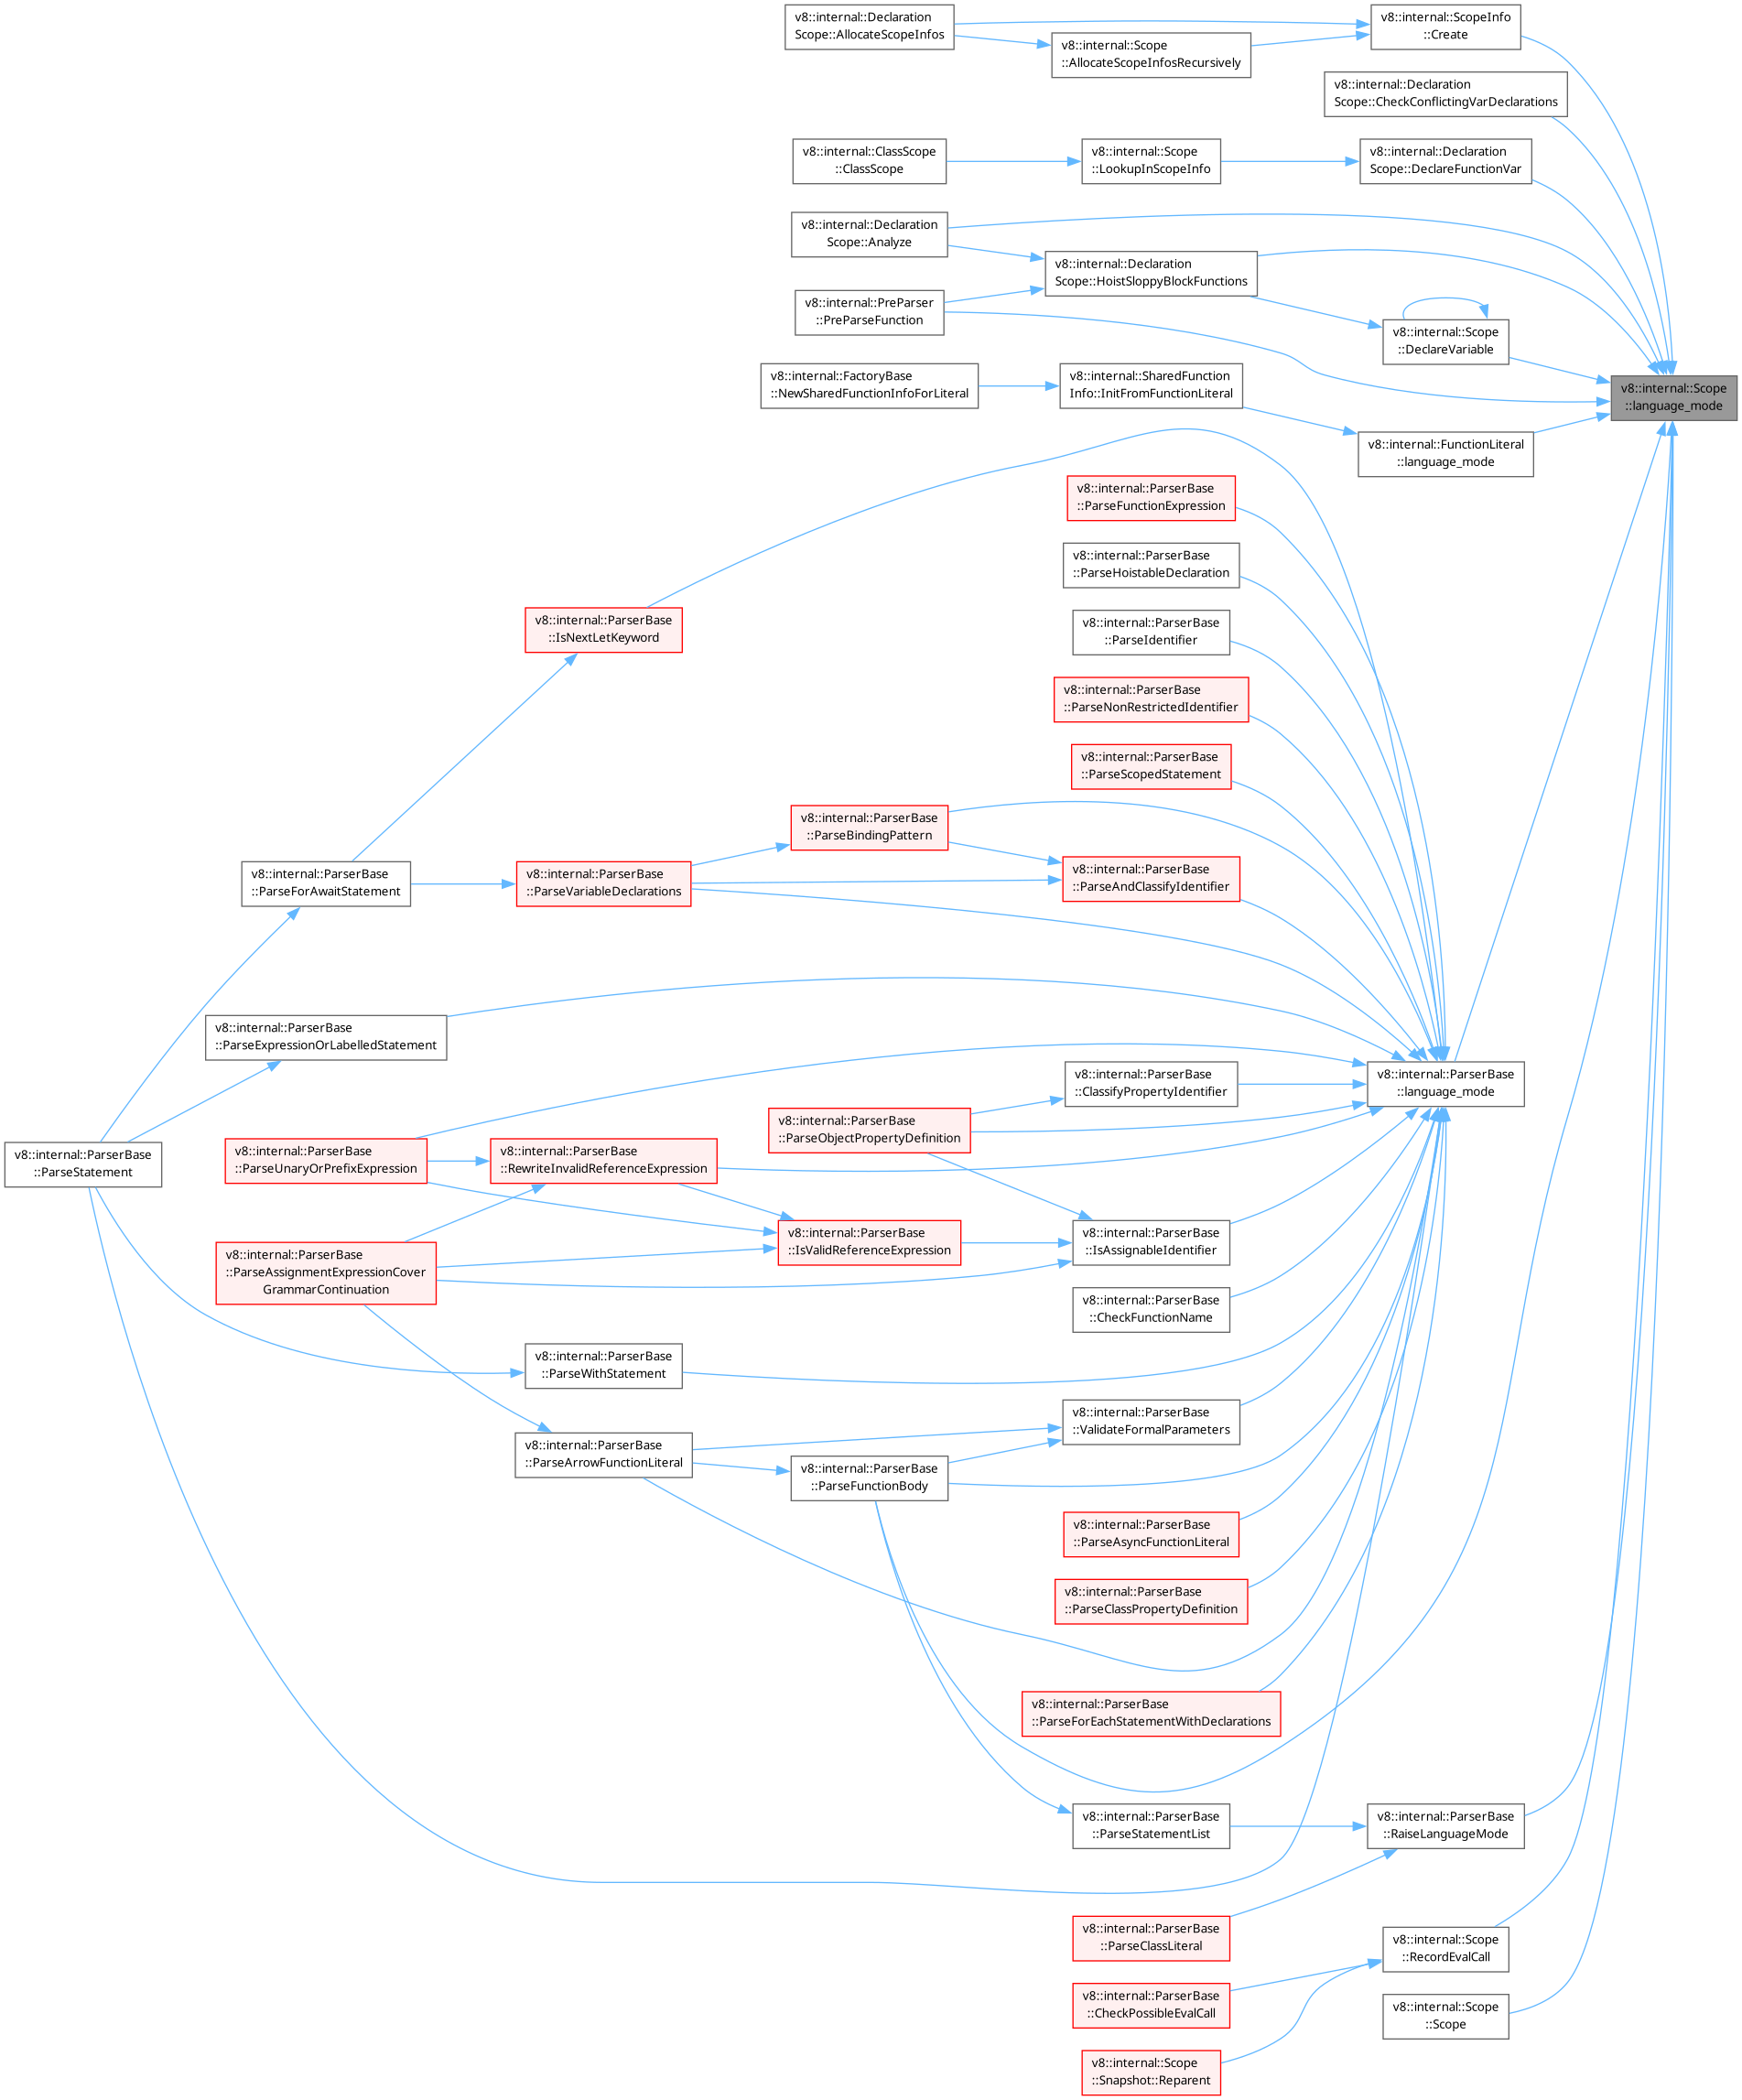 v8::internal::Declaration
Scope::AllocateScopeInfos
v8::internal::Scope
::AllocateScopeInfosRecursively
v8::internal::ScopeInfo
::Create
v8::internal::Declaration
Scope::CheckConflictingVarDeclarations
v8::internal::ClassScope
::ClassScope
v8::internal::Scope
::LookupInScopeInfo
v8::internal::Declaration
Scope::DeclareFunctionVar
v8::internal::Declaration
Scope::Analyze
v8::internal::Declaration
Scope::HoistSloppyBlockFunctions
v8::internal::PreParser
::PreParseFunction
v8::internal::Scope
::DeclareVariable
v8::internal::Scope
::language_mode
v8::internal::FactoryBase
::NewSharedFunctionInfoForLiteral
v8::internal::SharedFunction
Info::InitFromFunctionLiteral
v8::internal::FunctionLiteral
::language_mode
v8::internal::ParserBase
::ParseFunctionExpression
v8::internal::ParserBase
::ParseHoistableDeclaration
v8::internal::ParserBase
::IsNextLetKeyword
v8::internal::ParserBase
::ParseIdentifier
v8::internal::ParserBase
::ParseNonRestrictedIdentifier
v8::internal::ParserBase
::ParseScopedStatement
v8::internal::ParserBase
::ParseBindingPattern
v8::internal::ParserBase
::ParseForAwaitStatement
v8::internal::ParserBase
::ParseVariableDeclarations
v8::internal::ParserBase
::ParseAndClassifyIdentifier
v8::internal::ParserBase
::ParseExpressionOrLabelledStatement
v8::internal::ParserBase
::ClassifyPropertyIdentifier
v8::internal::ParserBase
::language_mode
v8::internal::ParserBase
::ParseObjectPropertyDefinition
v8::internal::ParserBase
::ParseStatement
v8::internal::ParserBase
::ParseUnaryOrPrefixExpression
v8::internal::ParserBase
::RewriteInvalidReferenceExpression
v8::internal::ParserBase
::ParseAssignmentExpressionCover
GrammarContinuation
v8::internal::ParserBase
::IsValidReferenceExpression
v8::internal::ParserBase
::IsAssignableIdentifier
v8::internal::ParserBase
::CheckFunctionName
v8::internal::ParserBase
::ParseWithStatement
v8::internal::ParserBase
::ValidateFormalParameters
v8::internal::ParserBase
::ParseArrowFunctionLiteral
v8::internal::ParserBase
::ParseFunctionBody
v8::internal::ParserBase
::ParseAsyncFunctionLiteral
v8::internal::ParserBase
::ParseClassPropertyDefinition
v8::internal::ParserBase
::ParseForEachStatementWithDeclarations
v8::internal::ParserBase
::ParseStatementList
v8::internal::ParserBase
::RaiseLanguageMode
v8::internal::ParserBase
::ParseClassLiteral
v8::internal::Scope
::RecordEvalCall
v8::internal::ParserBase
::CheckPossibleEvalCall
v8::internal::Scope
::Scope
v8::internal::Scope
::Snapshot::Reparent